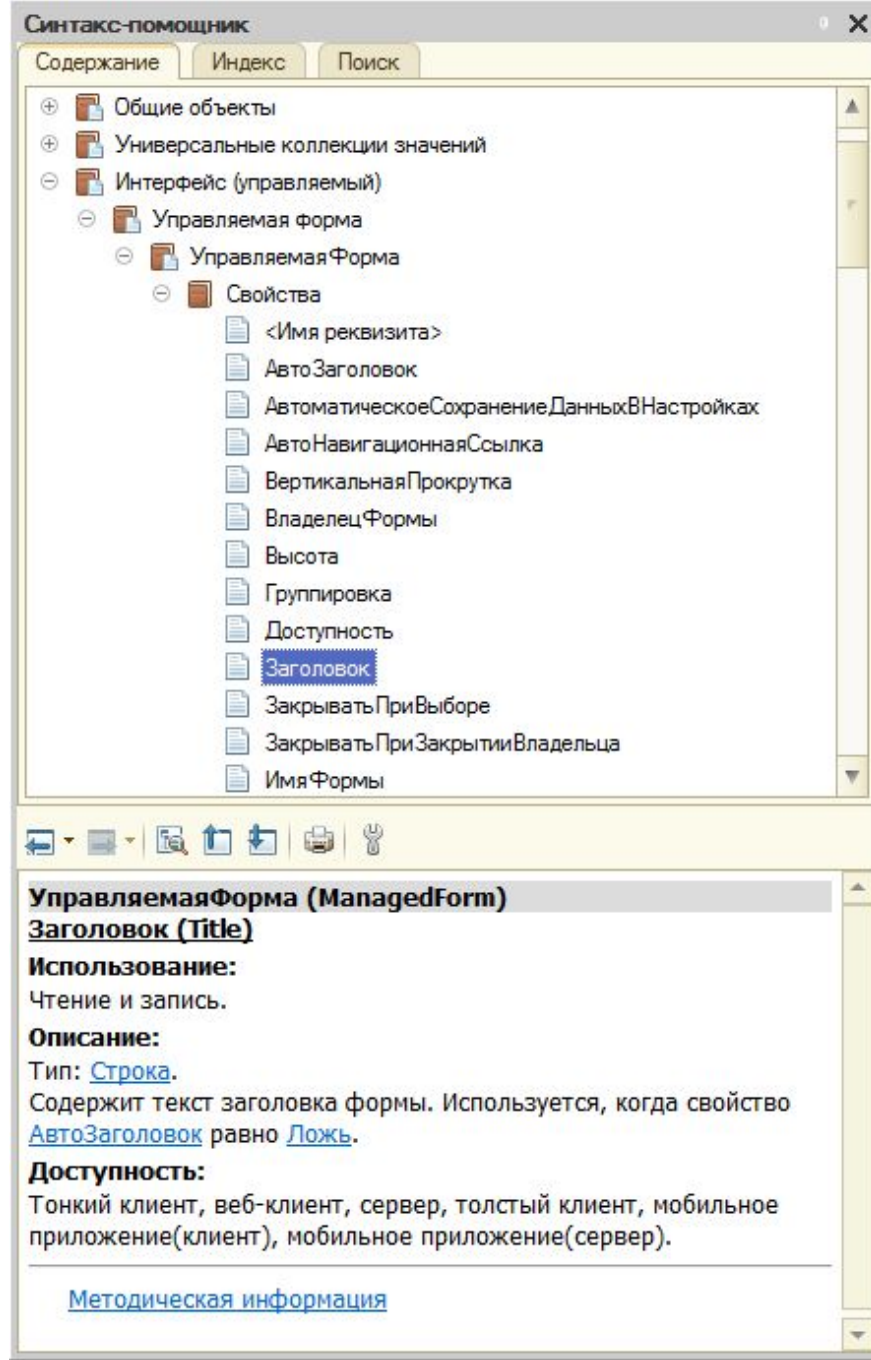 Синтакс-помощник
Содержание Индекс Поиск
Общие объекты
Универсальные коллекции значений
Интерфейс (управляемый)
Управляемая форма
УправляемаяФорма
Свойства
<Имя реквизита>
АвтоЗаголовок
АвтоматическоеСохранениеДанныхВНастройках
АвтоНавигационнаяСсылка
ВертикальнаяПрокрутка
ВладелецФормы
Высота
Группировка
Доступность
Заголовок
ЗакрыватьПриВыборе
ЗакрыватьПриЗакрытииВладельца
ИмяФормы
УправляемаяФорма (ManagedForm)
Заголовок (Title)
Использование:
Чтение и запись.
Описание:
Тип: Строка.
Содержит текст заголовка формы. Используется, когда свойство
АвтоЗаголовок равно Ложь.
Доступность:
Тонкий клиент, веб-клиент, сервер, толстый клиент, мобильное
приложение(клиент), мобильное приложение(сервер).
Методическая информация